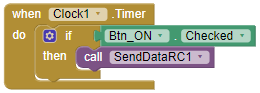 when Clock1 .Timer
do if Btn_ON . Checked
then call SendDataRC1